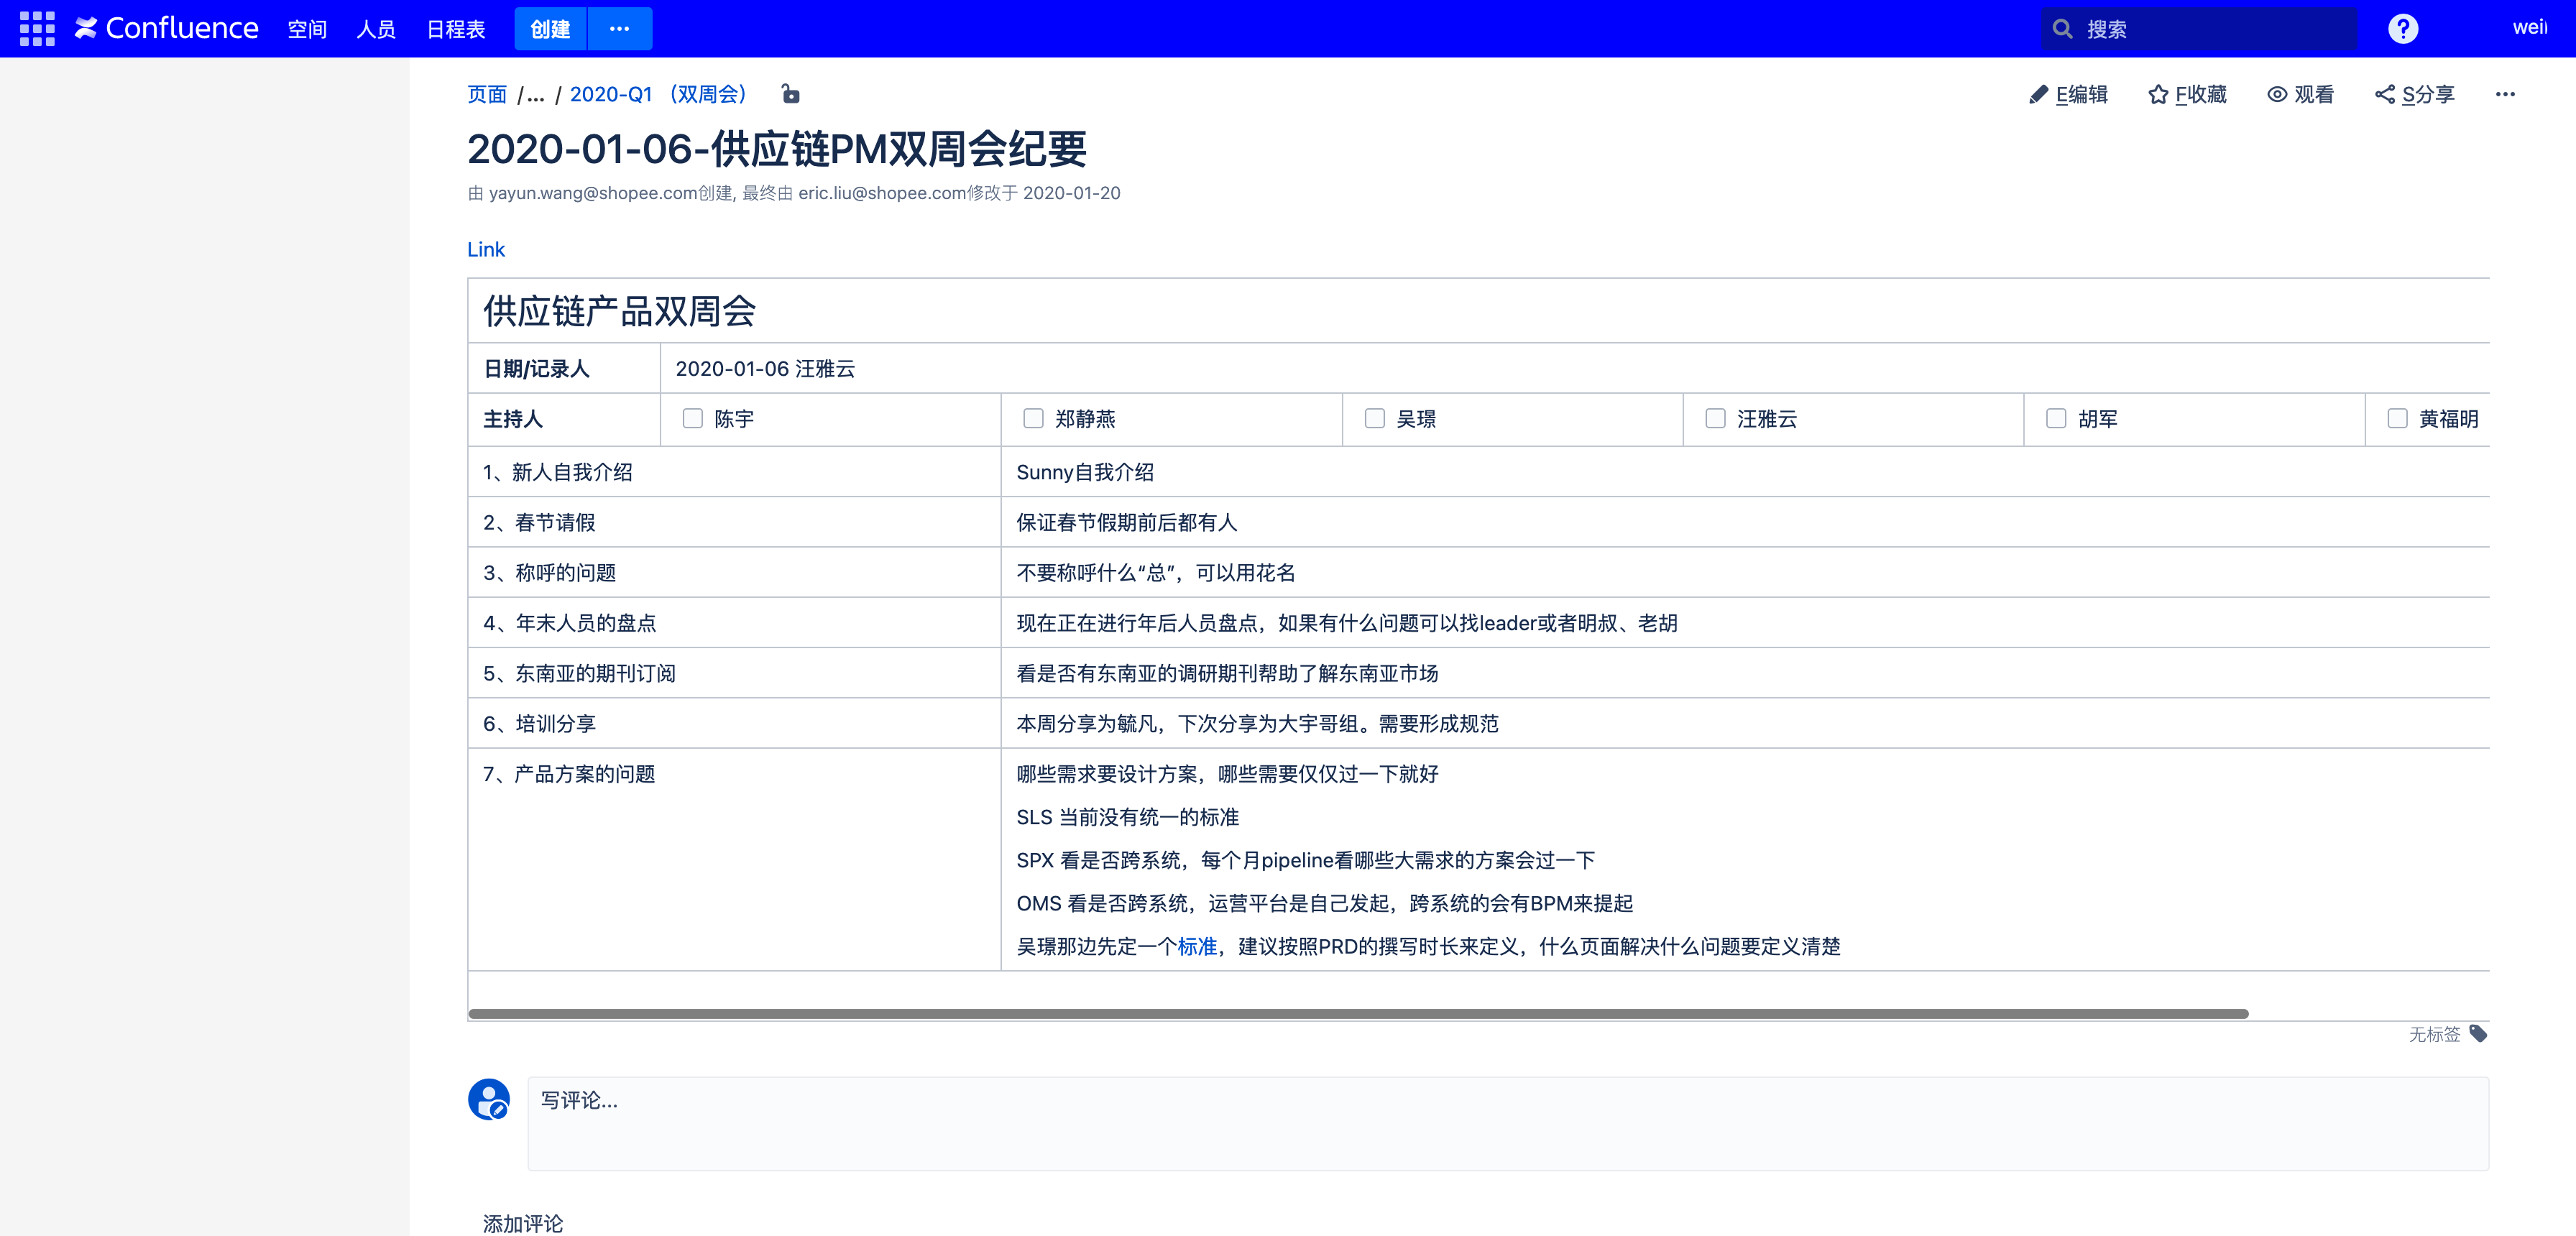 Confluence 空间 人员 日程表 创建 ··· 搜索 weil
页面 /... / 2020-Q1 （双周会） E编辑 F收藏 观看 S分享 ···
2020-01-06-供应链PM双周会纪要
由 yayun.wang@shopee.com创建, 最终由 eric.liu@shopee.com修改于 2020-01-20
Link
供应链产品双周会
日期/记录人 2020-01-06 汪雅云
主持人 陈宇 郑静燕 吴璟 汪雅云 胡军 黄福明
1、新人自我介绍 Sunny自我介绍
2、春节请假 保证春节假期前后都有人
3、称呼的问题 不要称呼什么“总”，可以用花名
4、年末人员的盘点 现在正在进行年后人员盘点，如果有什么问题可以找leader或者明叔、老胡
5、东南亚的期刊订阅 看是否有东南亚的调研期刊帮助了解东南亚市场
6、培训分享 本周分享为毓凡，下次分享为大宇哥组。需要形成规范
7、产品方案的问题 哪些需求要设计方案，哪些需要仅仅过一下就好
SLS 当前没有统一的标准
SPX 看是否跨系统，每个月pipeline看哪些大需求的方案会过一下
OMS 看是否跨系统，运营平台是自己发起，跨系统的会有BPM来提起
吴璟那边先定一个标准，建议按照PRD的撰写时长来定义，什么页面解决什么问题要定义清楚
无标签
写评论...
添加评论